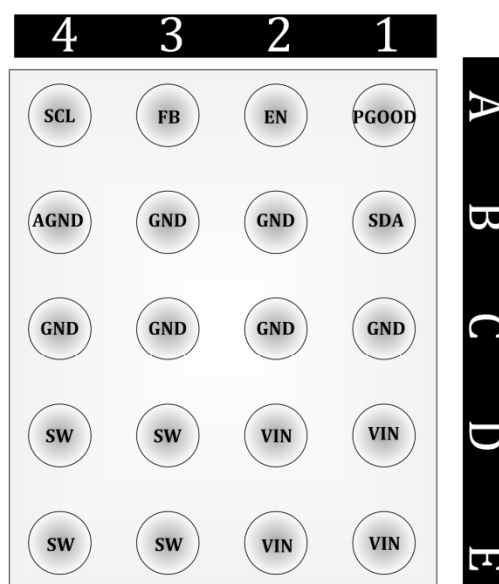 4 3 2 1
SCL FB EN PGOOD A
AGND GND GND SDA B
GND GND GND GND C
SW SW VIN VIN D
SW SW VIN VIN E